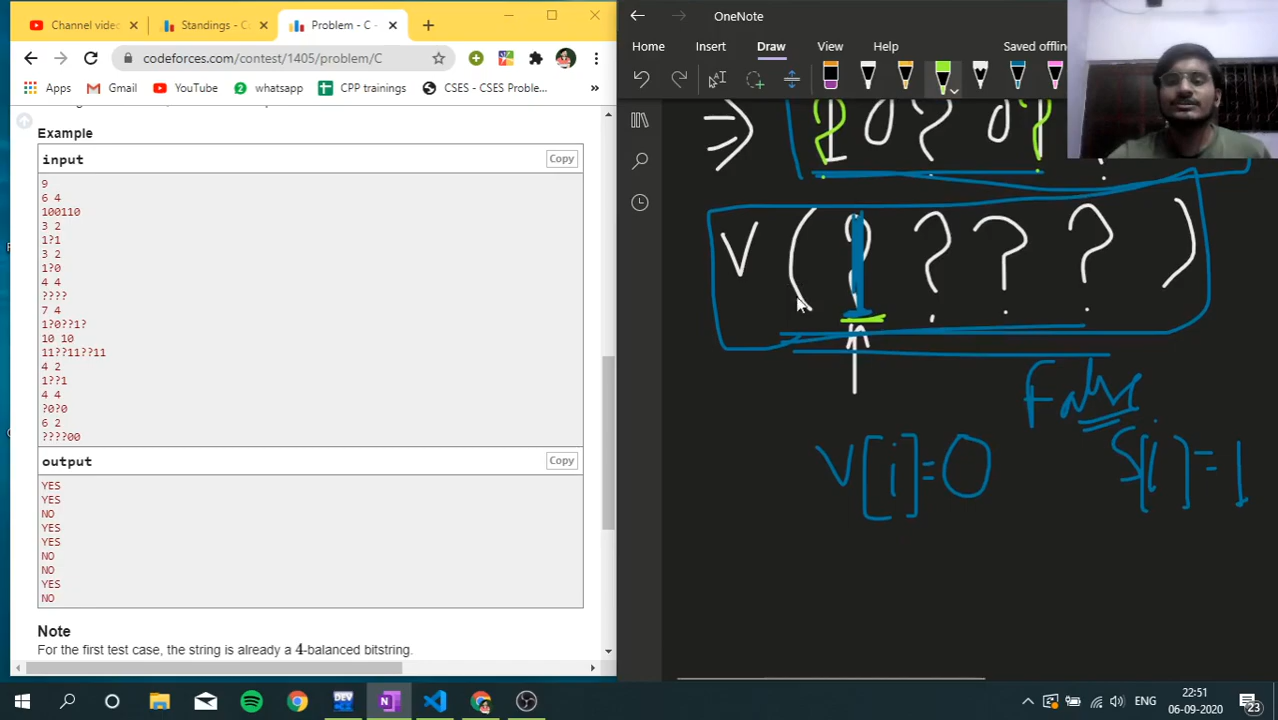 Channel video
Standings - C
Problem - C -
codeforces.com/contest/1405/problem/C
Apps
Gmail
YouTube
whatsapp
CPP trainings
CSES - CSES Proble...
Example
input
Copy
9
6 4
100110
3 2
1?1
3 2
1?0
4 4
????
7 4
1?0??1?
10 10
11??11??11
4 2
1??1
4 4
?0?0
6 2
????00
output
Copy
YES
YES
NO
YES
YES
NO
NO
YES
NO
Note
For the first test case, the string is already a 4-balanced bitstring.
OneNote
Home Insert Draw View Help Saved offlin
⇒ ? 0 ? 0 ?
V ( ? ? ? ? )
False
V[i]=0 S[i]=1
22:51
ENG
06-09-2020
23